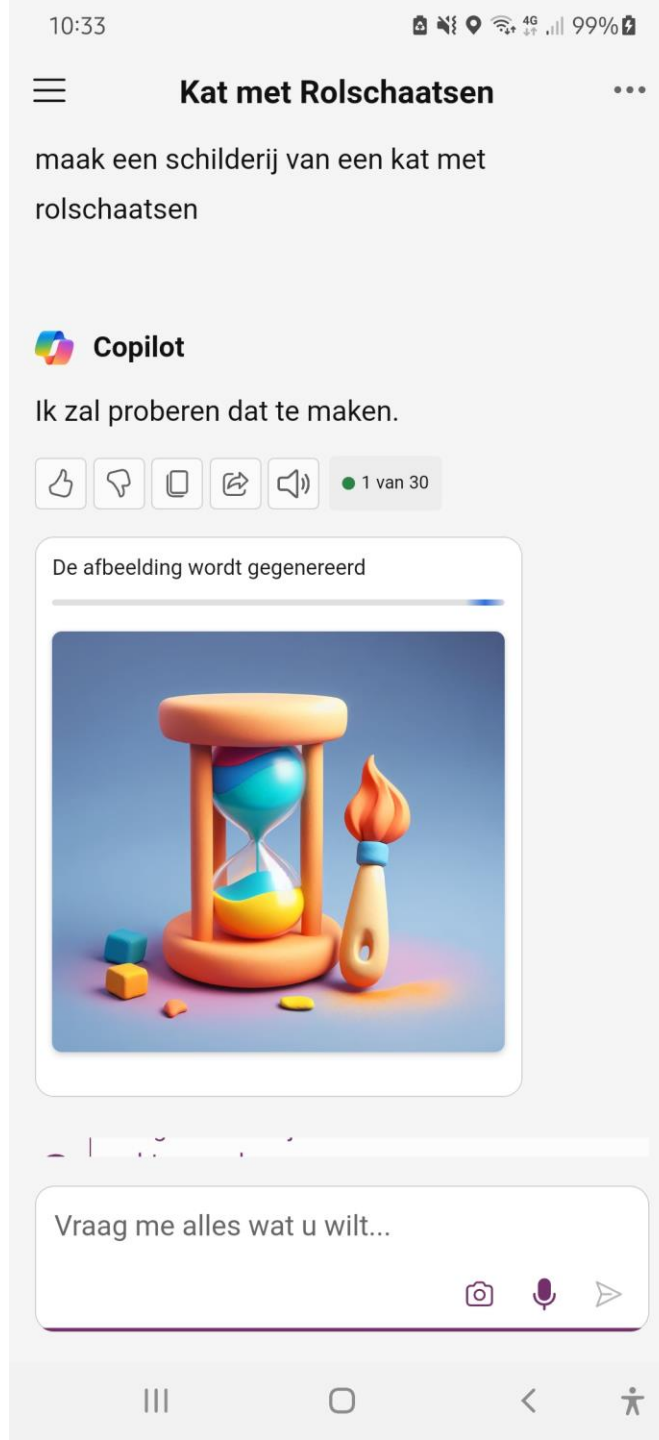 10:33
4G
99%
Kat met Rolschaatsen
maak een schilderij van een kat met
rolschaatsen
Copilot
Ik zal proberen dat te maken.
1 van 30
De afbeelding wordt gegenereerd
Vraag me alles wat u wilt...